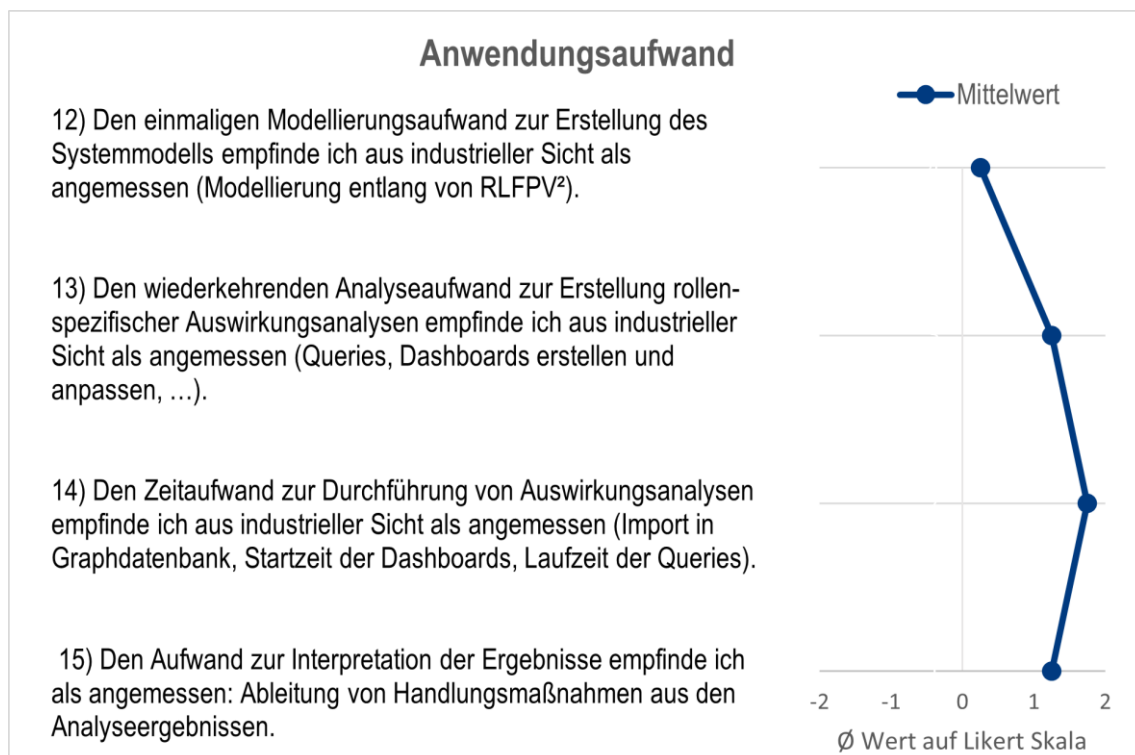 Anwendungsaufwand
Mittelwert
12) Den einmaligen Modellierungsaufwand zur Erstellung des
Systemmodells empfinde ich aus industrieller Sicht als
angemessen (Modellierung entlang von RLFPV²).
13) Den wiederkehrenden Analyseaufwand zur Erstellung rollen-
spezifischer Auswirkungsanalysen empfinde ich aus industrieller
Sicht als angemessen (Queries, Dashboards erstellen und
anpassen, …).
14) Den Zeitaufwand zur Durchführung von Auswirkungsanalysen
empfinde ich aus industrieller Sicht als angemessen (Import in
Graphdatenbank, Startzeit der Dashboards, Laufzeit der Queries).
15) Den Aufwand zur Interpretation der Ergebnisse empfinde ich
als angemessen: Ableitung von Handlungsmaßnahmen aus den
Analyseergebnissen.
-2 -1 0 1 2
Ø Wert auf Likert Skala